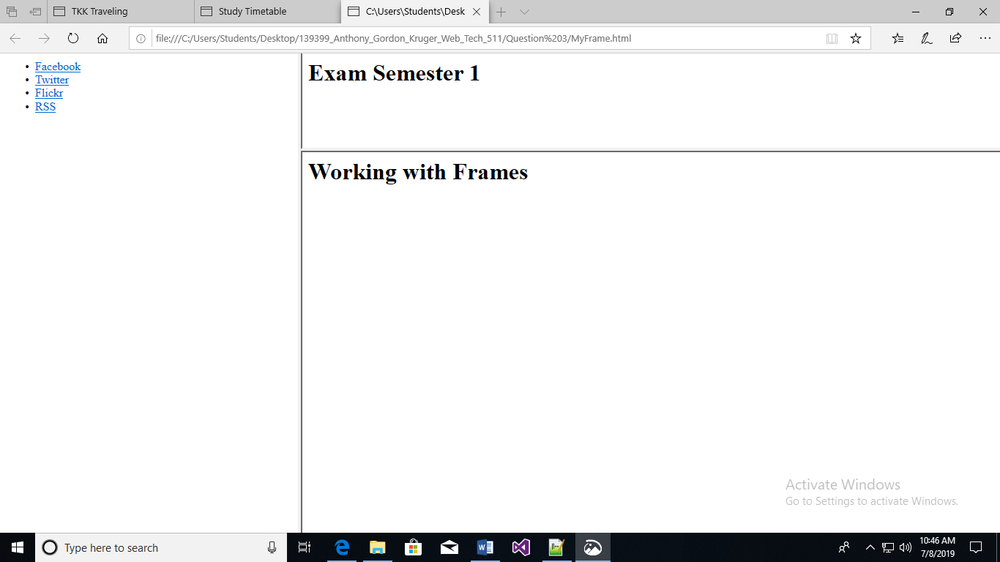 TKK Traveling
Study Timetable
C:\Users\Students\Desk
file:///C:/Users/Students/Desktop/139399_Anthony_Gordon_Kruger_Web_Tech_511/Question%203/MyFrame.html
Facebook
Twitter
Flickr
RSS
Exam Semester 1
Working with Frames
Activate Windows
Go to Settings to activate Windows.
Type here to search
10:46 AM
7/8/2019